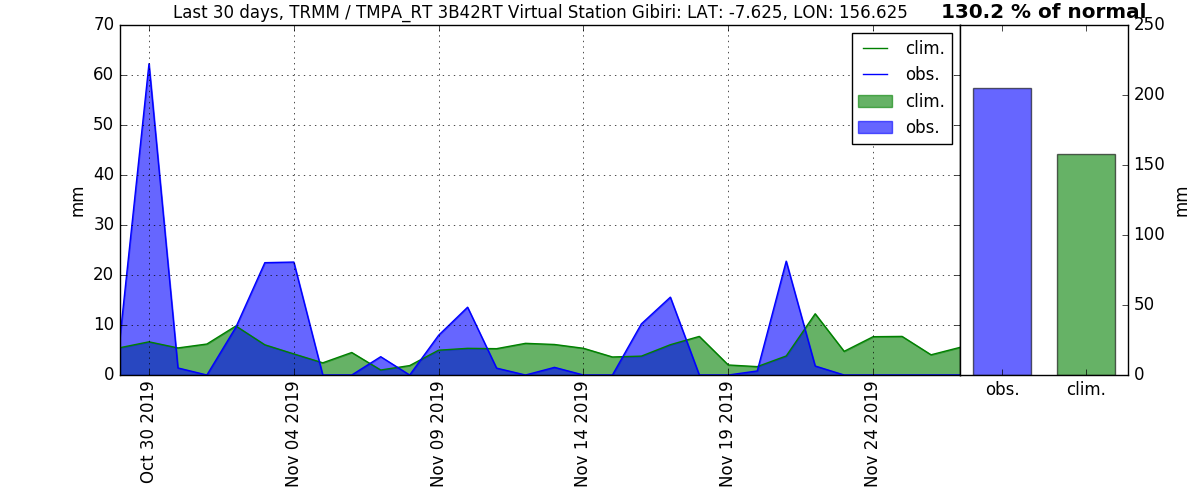 Last 30 days, TRMM / TMPA_RT 3B42RT Virtual Station Gibiri: LAT: -7.625, LON: 156.625
130.2 % of normal
70
60
50
40
30
20
10
0
mm
clim.
obs.
clim.
obs.
Oct 30 2019
Nov 04 2019
Nov 09 2019
Nov 14 2019
Nov 19 2019
Nov 24 2019
250
200
150
100
50
0
mm
obs.
clim.